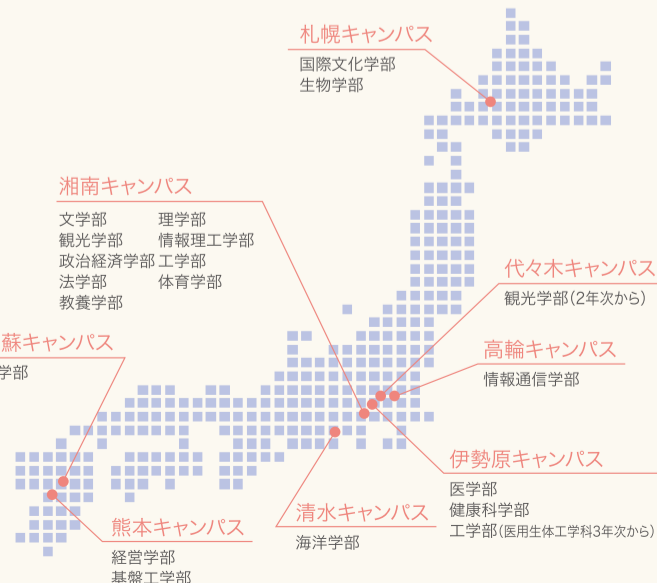 札幌キャンパス
国際文化学部
生物学部
湘南キャンパス
文学部 理学部
観光学部 情報理工学部
政治経済学部 工学部
法学部 体育学部
教養学部
代々木キャンパス
観光学部(2年次から)
蘇キャンパス
学部
高輪キャンパス
情報通信学部
伊勢原キャンパス
医学部
健康科学部
工学部(医用生体工学科3年次から)
清水キャンパス
海洋学部
熊本キャンパス
経営学部
基盤工学部